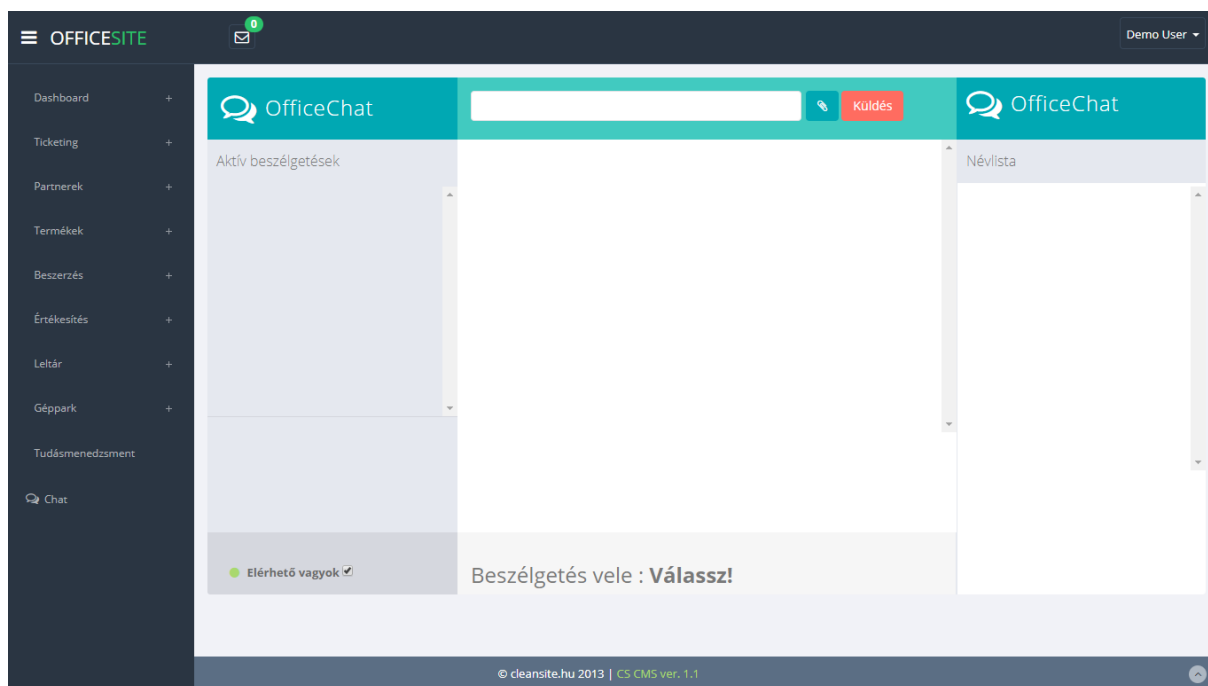 OFFICESITE
0
Demo User
Dashboard +
Ticketing +
Partnerek +
Termékek +
Beszerzés +
Értékesítés +
Leltár +
Géppark +
Tudásmenedzsment
Chat
OfficeChat
Aktív beszélgetések
Elérhető vagyok
Küldés
Beszélgetés vele : Válassz!
OfficeChat
Névlista
© cleansite.hu 2013 | CS CMS ver. 1.1